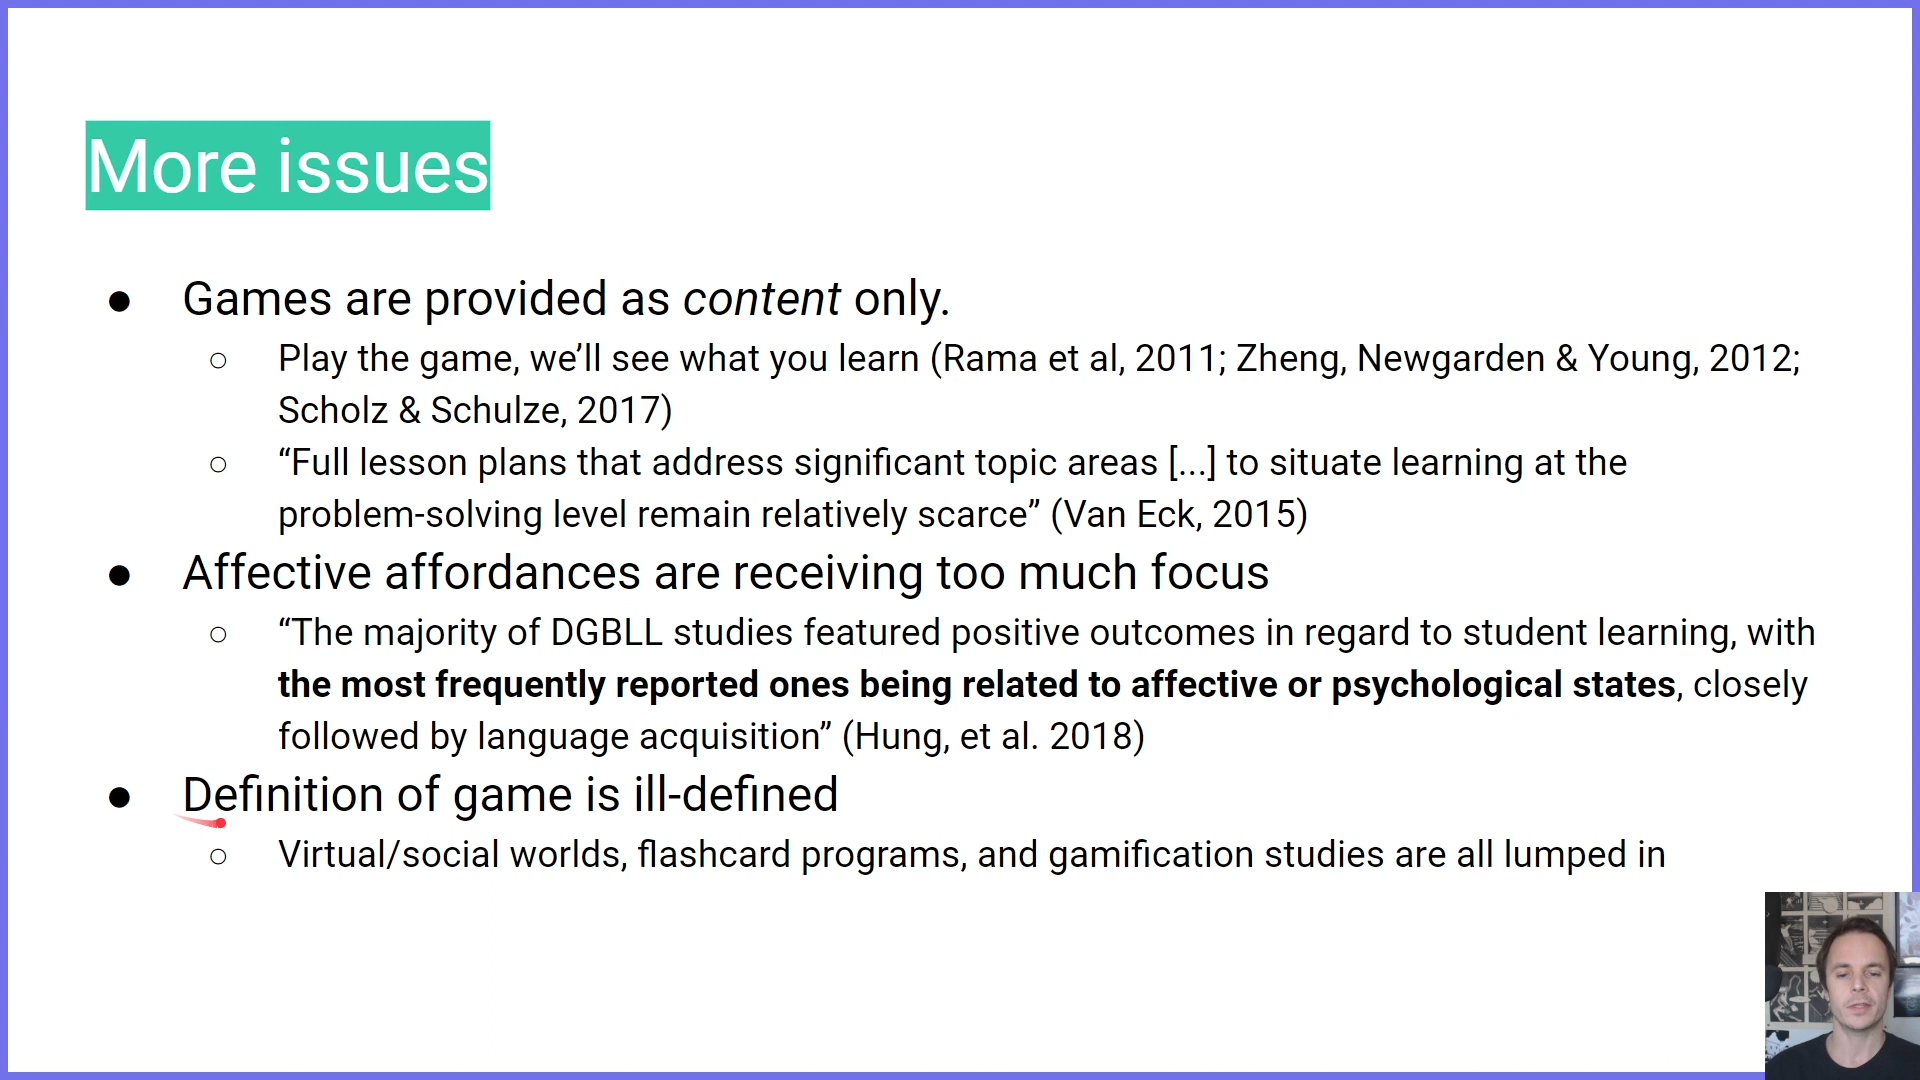 More issues
● Games are provided as content only.
○ Play the game, we’ll see what you learn (Rama et al, 2011; Zheng, Newgarden & Young, 2012;
Scholz & Schulze, 2017)
○ “Full lesson plans that address significant topic areas [...] to situate learning at the
problem-solving level remain relatively scarce” (Van Eck, 2015)
● Affective affordances are receiving too much focus
○ “The majority of DGBLL studies featured positive outcomes in regard to student learning, with
the most frequently reported ones being related to affective or psychological states, closely
followed by language acquisition” (Hung, et al. 2018)
● Definition of game is ill-defined
○ Virtual/social worlds, flashcard programs, and gamification studies are all lumped in